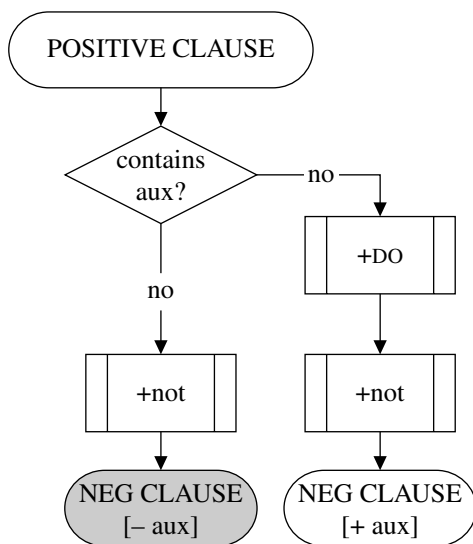 POSITIVE CLAUSE
contains
aux?
no
+DO
no
+not
+not
NEG CLAUSE
[– aux]
NEG CLAUSE
[+ aux]